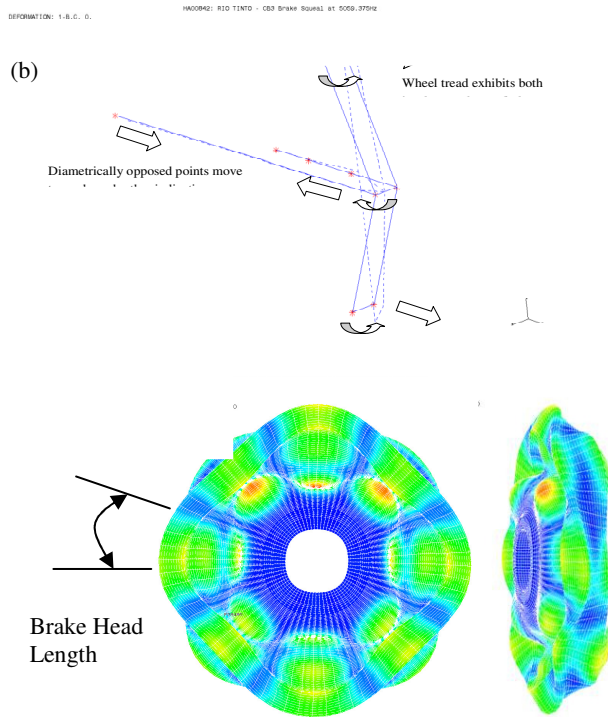 HA00842: RIO TINTO - CB3 Brake Squeal at 5059.375Hz
DEFORMATION: 1-B.C. 0.
(b)
Wheel tread exhibits both
Diametrically opposed points move
Brake Head
Length